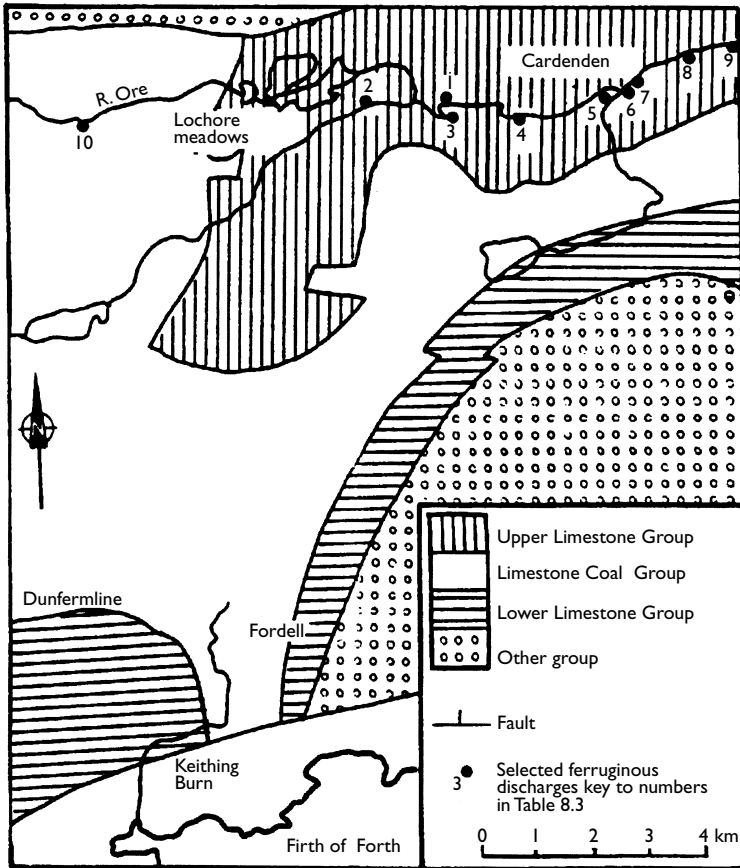 Cardenden
9
8
7
6
5
R. Ore
2
1
3
4
10
Lochore
meadows
N
Dunfermline
Fordell
Keithing
Burn
Firth of Forth
Upper Limestone Group
Limestone Coal Group
Lower Limestone Group
Other group
Fault
3 Selected ferruginous
discharges key to numbers
in Table 8.3
0 1 2 3 4 km